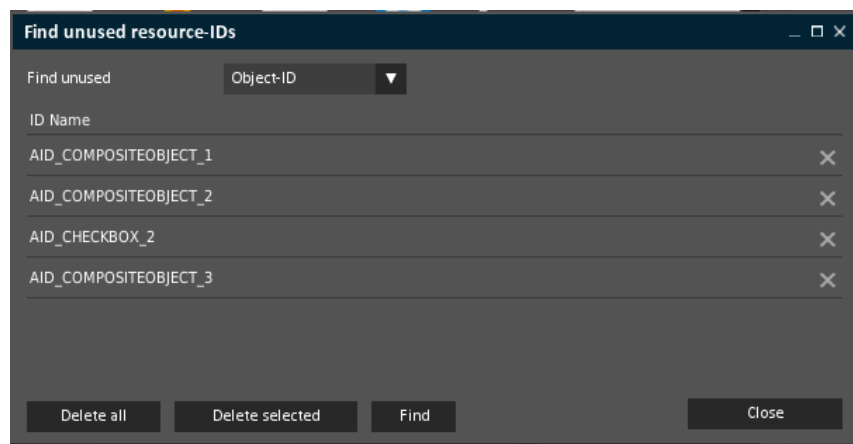 Find unused resource-IDs
Find unused Object-ID
ID Name
AID_COMPOSITEOBJECT_1
AID_COMPOSITEOBJECT_2
AID_CHECKBOX_2
AID_COMPOSITEOBJECT_3
Delete all Delete selected Find Close